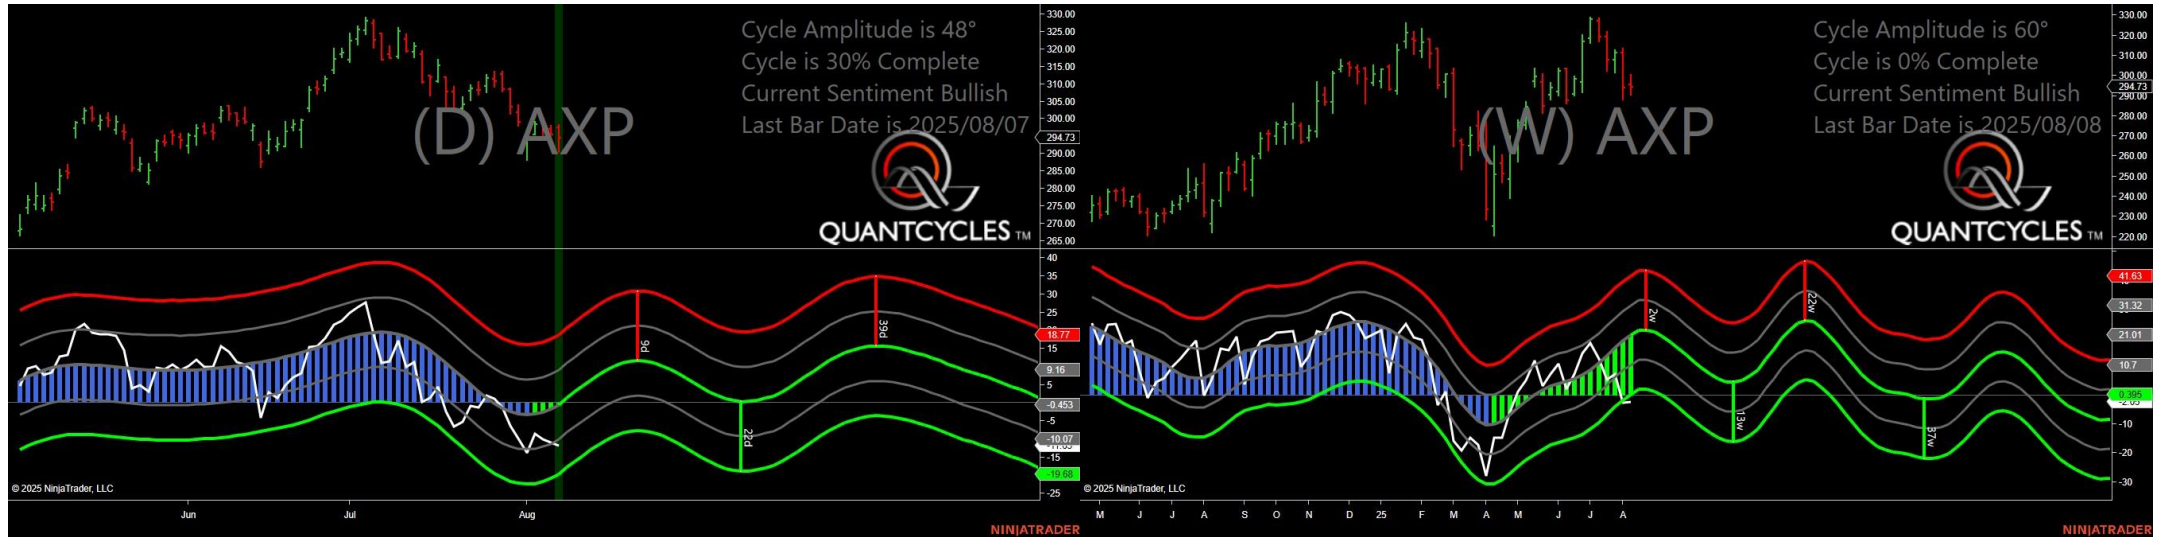 Cycle Amplitude is 48°
Cycle is 30% Complete
Current Sentiment Bullish
Last Bar Date is 2025/08/07
(D) AXP
QUANTCYCLES TM
330.00
325.00
320.00
315.00
310.00
305.00
300.00
294.73
290.00
285.00
280.00
275.00
270.00
265.00
40
35
30
25
18.77
15
9.16
5
-0.453
-5
-10.07
-15
-19.68
-25
9d
22d
39d
© 2025 NinjaTrader, LLC
Jun
Jul
Aug
NINJATRADER
Cycle Amplitude is 60°
Cycle is 0% Complete
Current Sentiment Bullish
Last Bar Date is 2025/08/08
(W) AXP
QUANTCYCLES TM
330.00
320.00
310.00
300.00
294.73
290.00
280.00
270.00
260.00
250.00
240.00
230.00
220.00
41.63
31.32
21.01
10.7
0.395
-10
-20
-30
2w
13w
22w
37w
© 2025 NinjaTrader, LLC
M
J
J
A
S
O
N
D
25
F
M
A
M
J
J
A
NINJATRADER